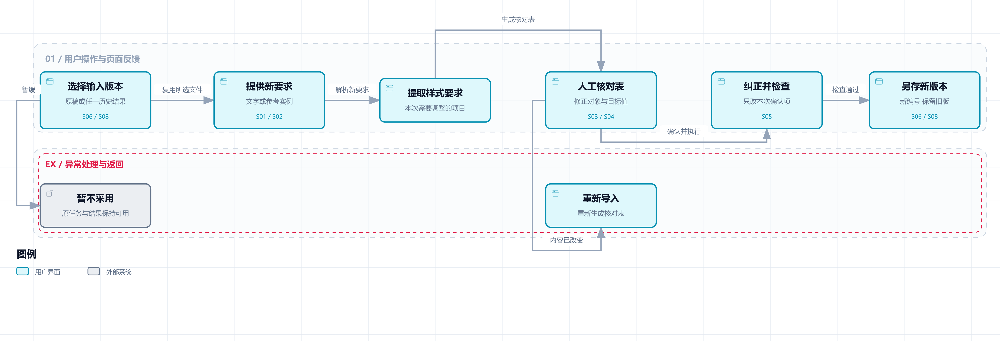 生成核对表
01 / 用户操作与页面反馈
暂缓
选择输入版本
原稿或任一历史结果
S06 / S08
复用所选文件
提供新要求
文字或参考实例
S01 / S02
解析新要求
提取样式要求
本次需要调整的项目
人工核对表
修正对象与目标值
S03 / S04
确认并执行
纠正并检查
只改本次确认项
S05
检查通过
另存新版本
新编号 保留旧版
S06 / S08
EX / 异常处理与返回
暂不采用
原任务与结果保持可用
重新导入
重新生成核对表
内容已改变
图例
用户界面
外部系统